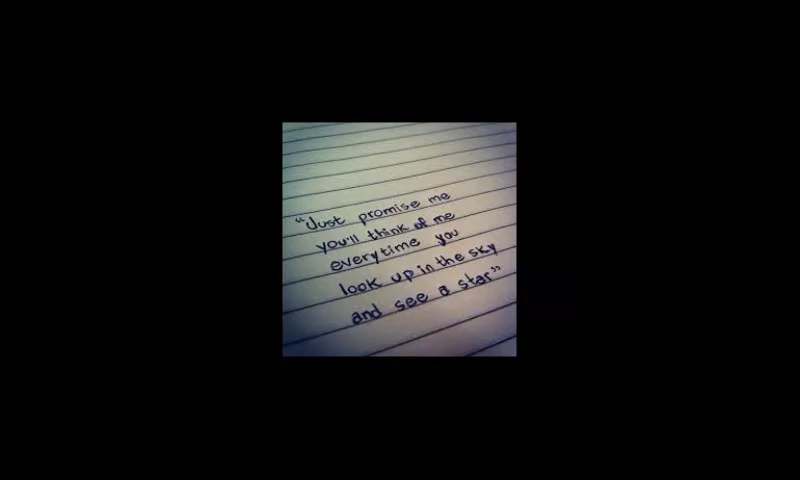 “Just promise me
you'll think of me
everytime you
look up in the sky
and see a star”